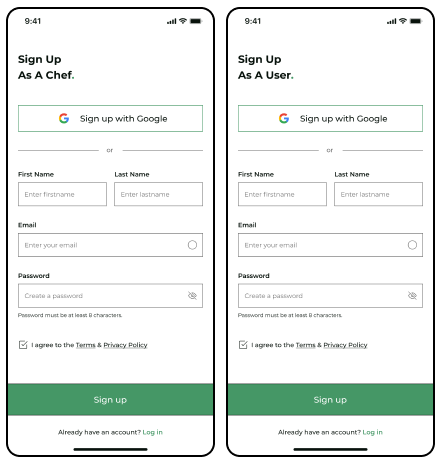 9:41
Sign Up
As A Chef.
Sign up with Google
or
First Name
Last Name
Enter firstname
Enter lastname
Email
Enter your email
Password
Create a password
Password must be at least 8 characters.
I agree to the Terms & Privacy Policy
Sign up
Already have an account? Log in
9:41
Sign Up
As A User.
Sign up with Google
or
First Name
Last Name
Enter firstname
Enter lastname
Email
Enter your email
Password
Create a password
Password must be at least 8 characters.
I agree to the Terms & Privacy Policy
Sign up
Already have an account? Log in